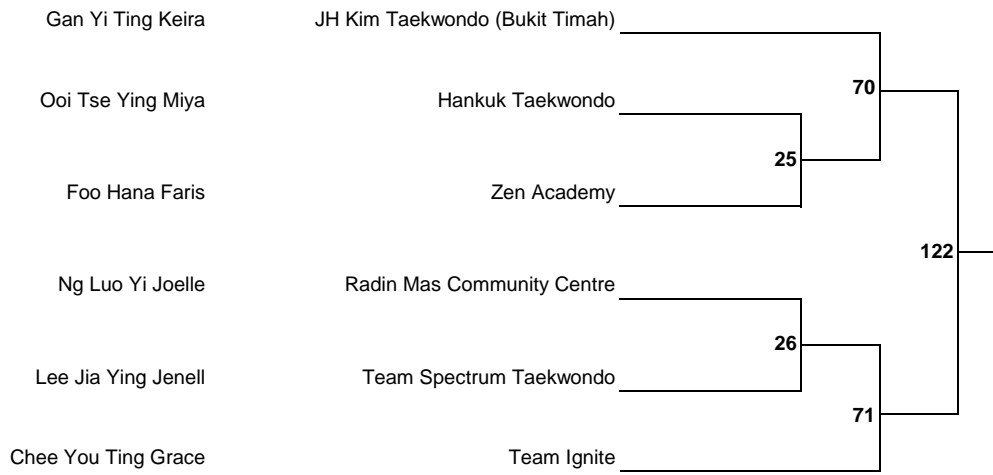 Gan Yi Ting Keira JH Kim Taekwondo (Bukit Timah)
70
Ooi Tse Ying Miya Hankuk Taekwondo
25
Foo Hana Faris Zen Academy
122
Ng Luo Yi Joelle Radin Mas Community Centre
26
Lee Jia Ying Jenell Team Spectrum Taekwondo
71
Chee You Ting Grace Team Ignite